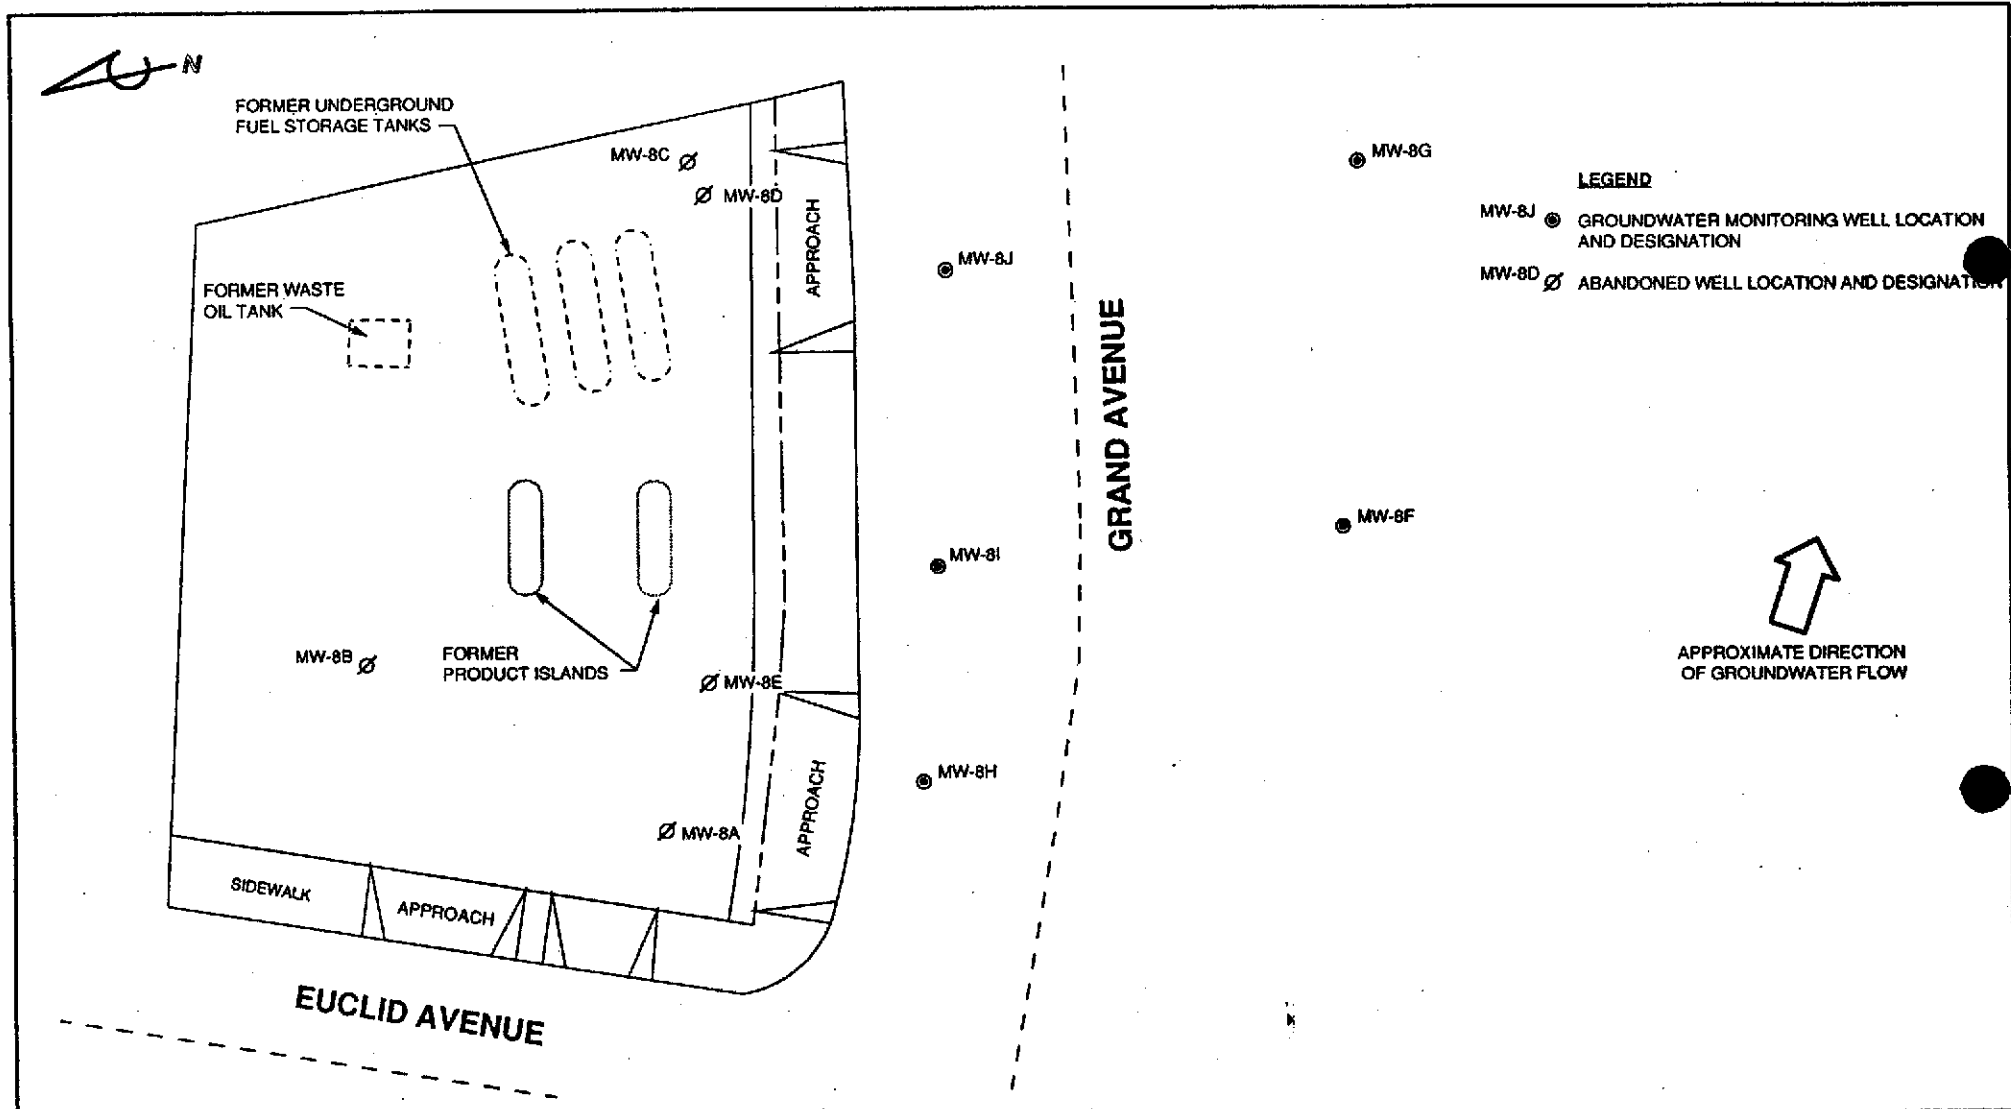 N
FORMER UNDERGROUND
FUEL STORAGE TANKS
MW-8C
MW-8D
FORMER WASTE
OIL TANK
APPROACH
MW-8J
MW-8G
LEGEND
MW-8J
GROUNDWATER MONITORING WELL LOCATION
AND DESIGNATION
MW-8D
ABANDONED WELL LOCATION AND DESIGNATION
GRAND AVENUE
MW-8F
MW-8I
MW-8B
FORMER
PRODUCT ISLANDS
MW-8E
APPROXIMATE DIRECTION
OF GROUNDWATER FLOW
MW-8H
APPROACH
MW-8A
SIDEWALK
APPROACH
EUCLID AVENUE